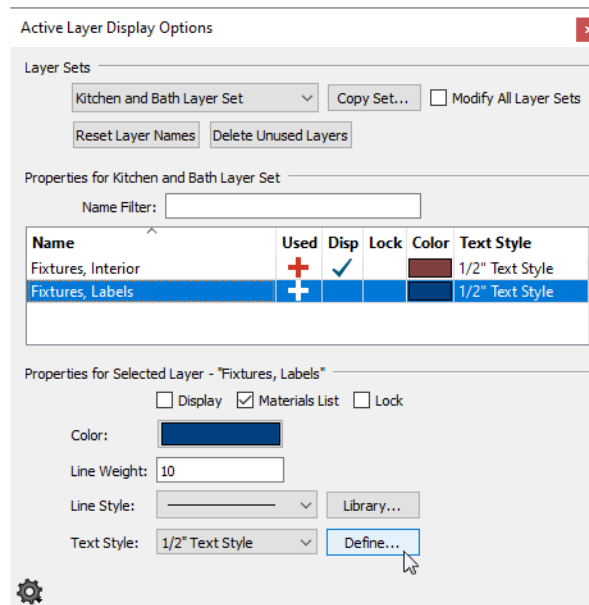 Active Layer Display Options
Layer Sets
Kitchen and Bath Layer Set Copy Set... Modify All Layer Sets
Reset Layer Names Delete Unused Layers
Properties for Kitchen and Bath Layer Set
Name Filter:
Name Used Disp Lock Color Text Style
Fixtures, Interior 1/2" Text Style
Fixtures, Labels 1/2" Text Style
Properties for Selected Layer - "Fixtures, Labels"
Display Materials List Lock
Color:
Line Weight: 10
Line Style: Library...
Text Style: 1/2" Text Style Define...